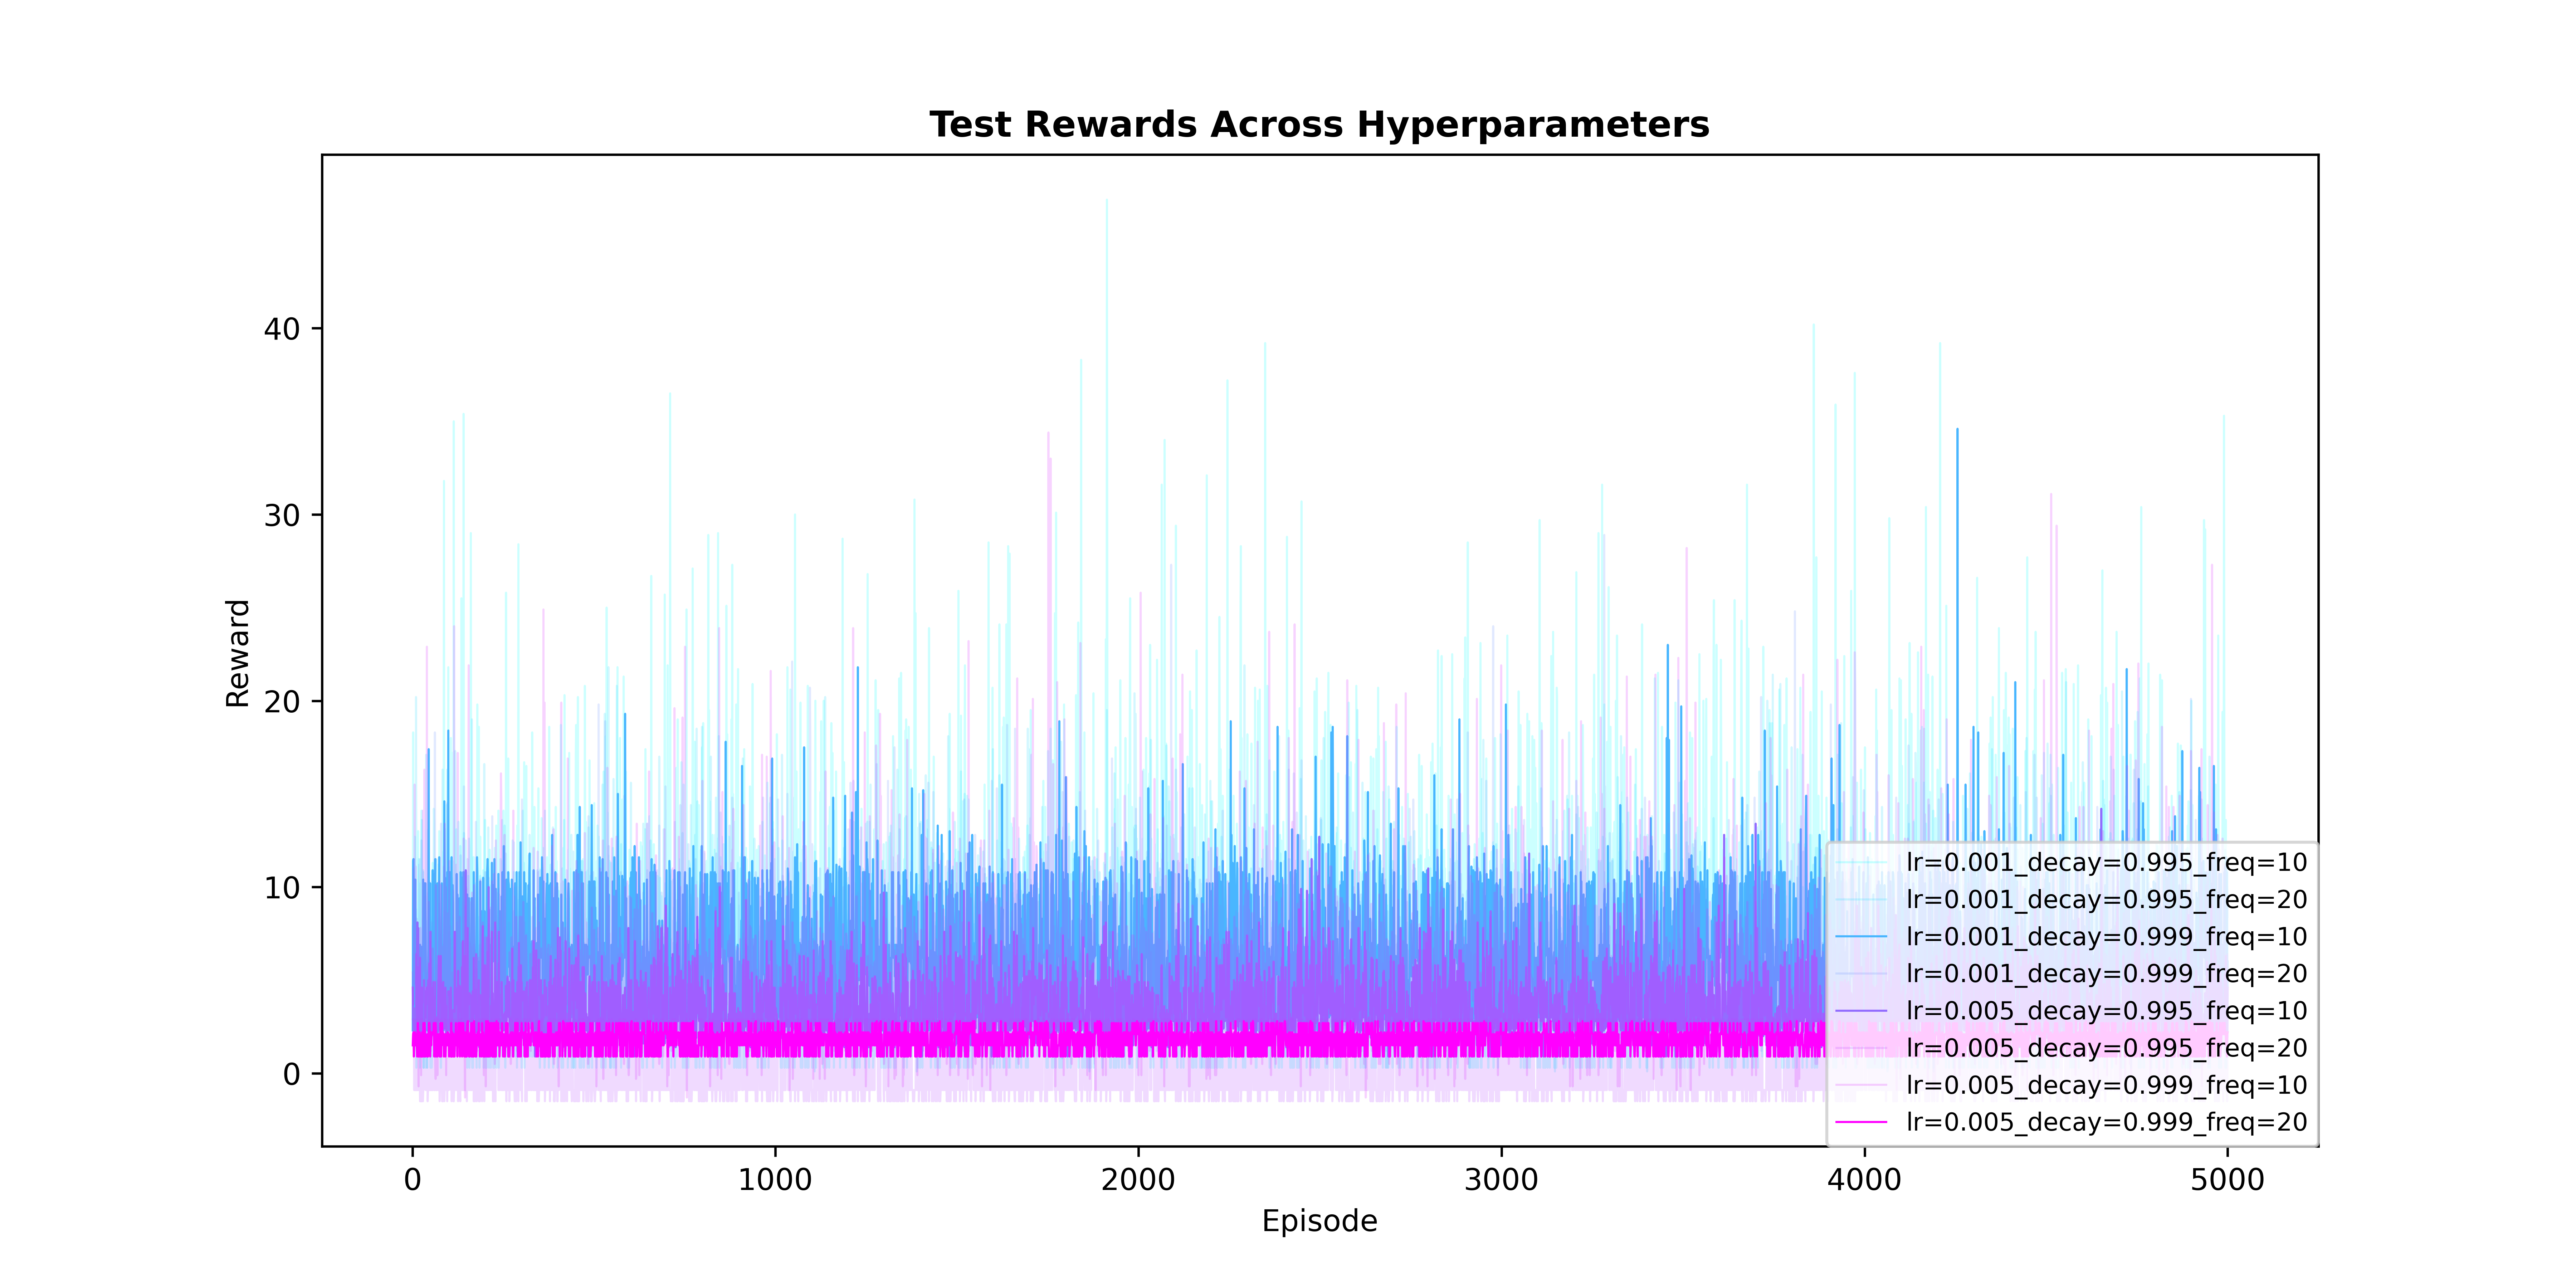 Test Rewards Across Hyperparameters
Reward
40
30
20
10
0
lr=0.001_decay=0.995_freq=10
lr=0.001_decay=0.995_freq=20
lr=0.001_decay=0.999_freq=10
lr=0.001_decay=0.999_freq=20
lr=0.005_decay=0.995_freq=10
lr=0.005_decay=0.995_freq=20
lr=0.005_decay=0.999_freq=10
lr=0.005_decay=0.999_freq=20
0 1000 2000 3000 4000 5000
Episode